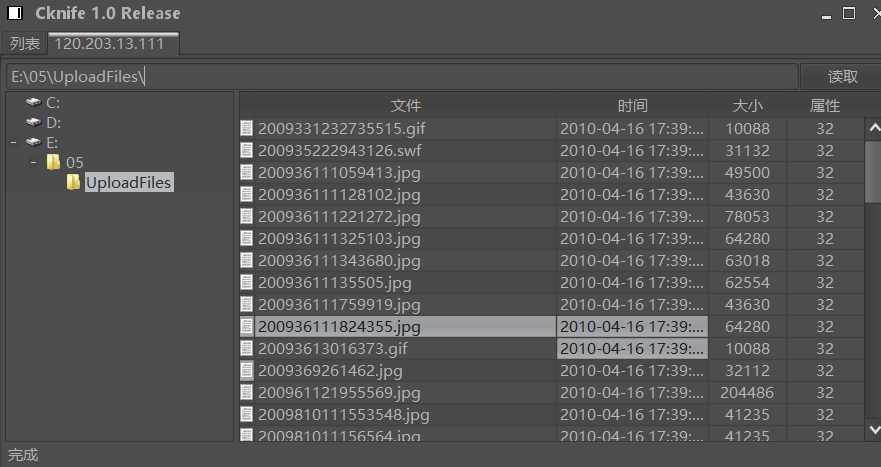 Cknife 1.0 Release
列表 120.203.13.111
E:\05\UploadFiles\ 读取
C:
D:
E:
05
UploadFiles
文件 时间 大小 属性
2009331232735515.gif 2010-04-16 17:39:... 10088 32
200935222943126.swf 2010-04-16 17:39:... 31132 32
200936111059413.jpg 2010-04-16 17:39:... 49500 32
200936111128102.jpg 2010-04-16 17:39:... 43630 32
200936111221272.jpg 2010-04-16 17:39:... 78053 32
200936111325103.jpg 2010-04-16 17:39:... 64280 32
200936111343680.jpg 2010-04-16 17:39:... 63018 32
20093611135505.jpg 2010-04-16 17:39:... 62554 32
200936111759919.jpg 2010-04-16 17:39:... 43630 32
200936111824355.jpg 2010-04-16 17:39:... 64280 32
20093613016373.gif 2010-04-16 17:39:... 10088 32
2009369261462.jpg 2010-04-16 17:39:... 32112 32
200961121955569.jpg 2010-04-16 17:39:... 204486 32
2009810111553548.jpg 2010-04-16 17:39:... 41235 32
2009810111156564.jpg 2010-04-16 17:39:... 41235 32
完成